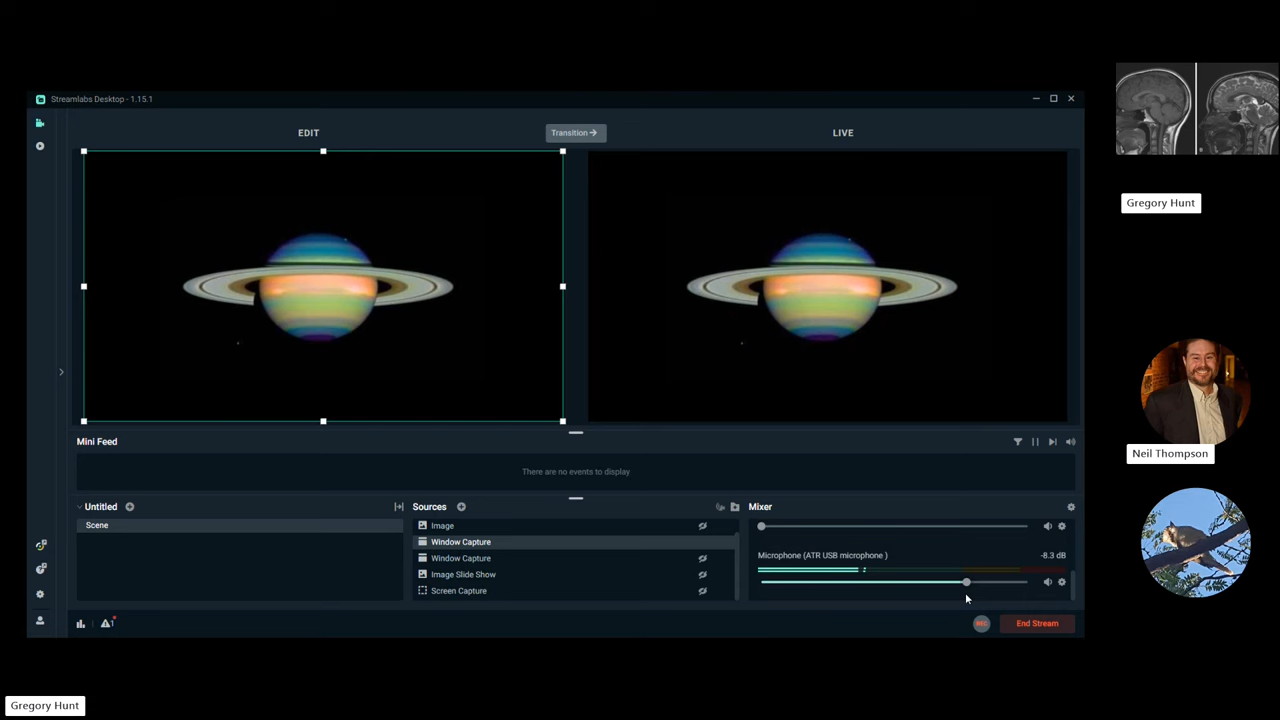 Streamlabs Desktop - 1.15.1
EDIT
Transition
LIVE
Gregory Hunt
Neil Thompson
Mini Feed
There are no events to display
Untitled
Sources
Mixer
Scene
Image
Window Capture
Window Capture
Image Slide Show
Screen Capture
Microphone (ATR USB microphone )
-8.3 dB
1
REC
End Stream
Gregory Hunt